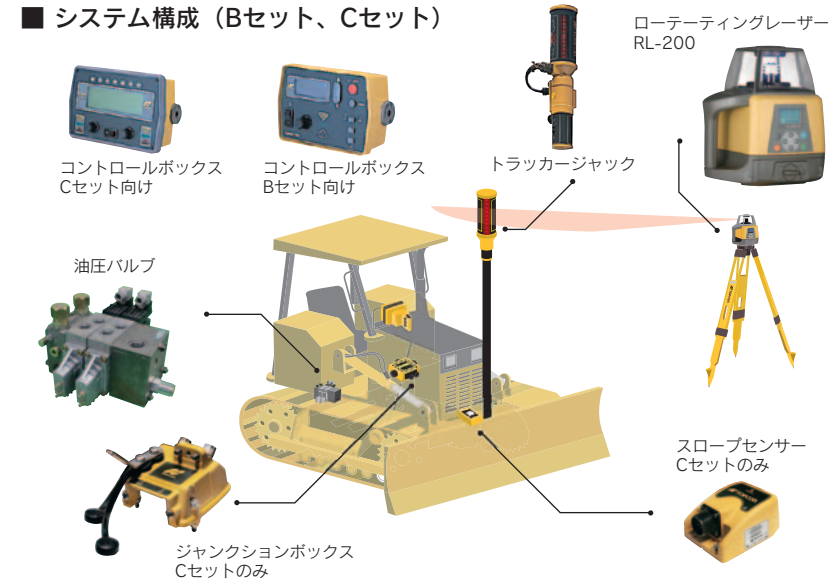 ■ システム構成（Bセット、Cセット）
ローテーティングレーザー
RL-200
コントロールボックス
Cセット向け
コントロールボックス
Bセット向け
トラッカージャック
油圧バルブ
スロープセンサー
Cセットのみ
TOPCON
ジャンクションボックス
Cセットのみ